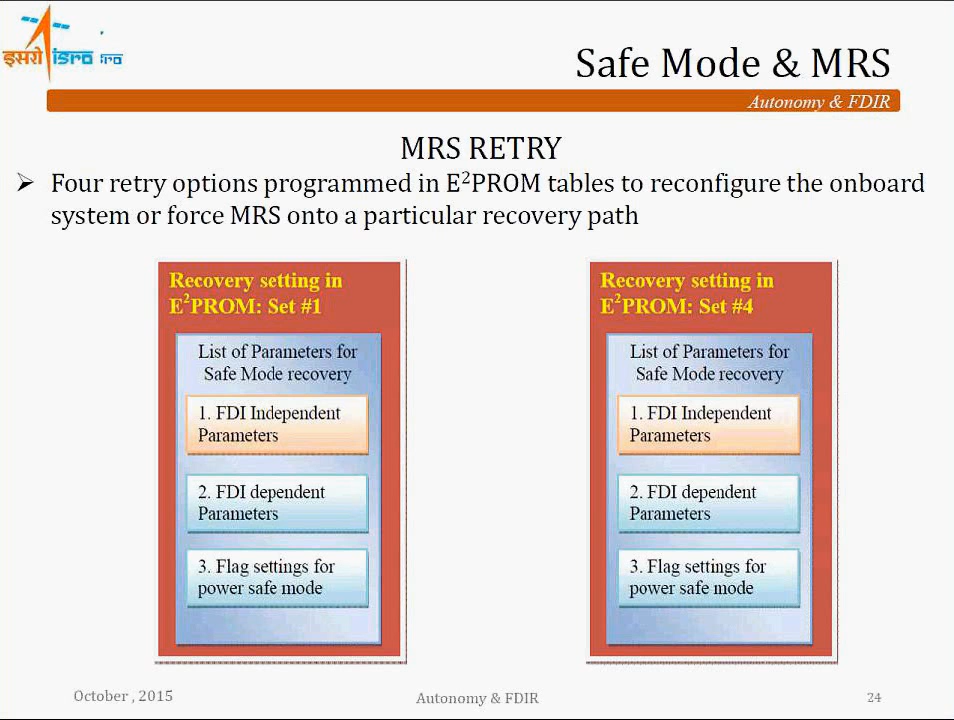 इसरो isro
Safe Mode & MRS
Autonomy & FDIR
MRS RETRY
➢ Four retry options programmed in E²PROM tables to reconfigure the onboard
system or force MRS onto a particular recovery path
Recovery setting in
E²PROM: Set #1
List of Parameters for
Safe Mode recovery
1. FDI Independent
Parameters
2. FDI dependent
Parameters
3. Flag settings for
power safe mode
Recovery setting in
E²PROM: Set #4
List of Parameters for
Safe Mode recovery
1. FDI Independent
Parameters
2. FDI dependent
Parameters
3. Flag settings for
power safe mode
October , 2015
Autonomy & FDIR
24